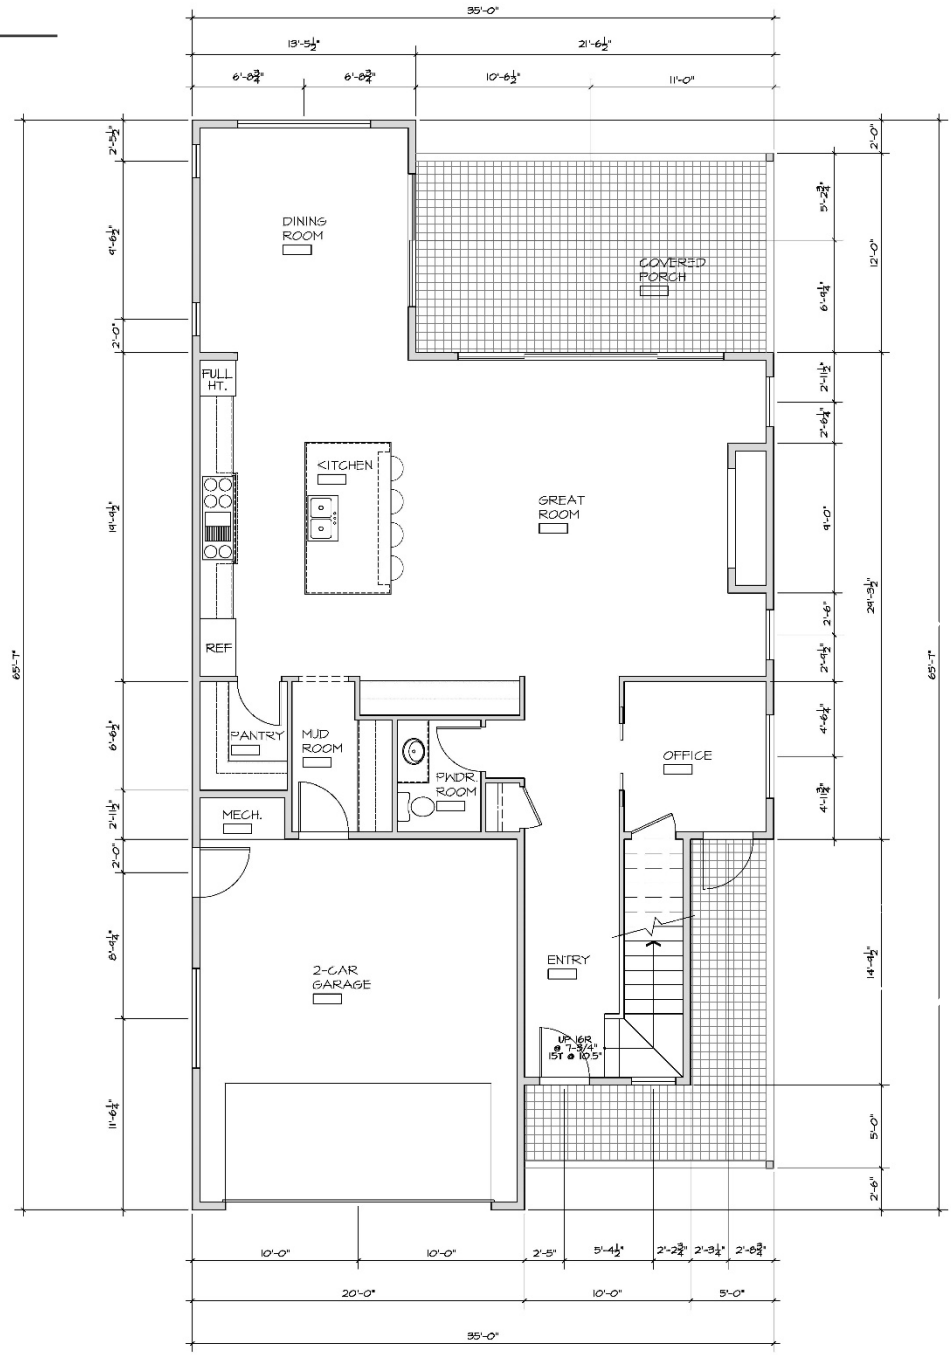 35'-0"
13'-5½" 21'-6½"
6'-8¾" 6'-8¾" 10'-6½" 11'-0"
2'-5½"
9'-6½"
2'-0"
19'-9½"
6'-6½"
2'-11½"
2'-0"
8'-9¼"
11'-6¼"
65'-7"
DINING
ROOM
COVERED
PORCH
FULL
HT.
KITCHEN
GREAT
ROOM
REF
PANTRY
MUD
ROOM
PWDR.
ROOM
OFFICE
MECH.
2-CAR
GARAGE
ENTRY
UP 16R
@ 7-3/4"
15T @ 10.5"
2'-0"
5'-2¾"
12'-0"
6'-9¼"
2'-11½"
2'-6¼"
9'-0"
29'-3½"
2'-6"
2'-9½"
4'-6¼"
4'-11¾"
14'-9½"
5'-0"
2'-6"
65'-7"
10'-0" 10'-0" 2'-5" 5'-4½" 2'-2¾" 2'-3¼" 2'-8¾"
20'-0" 10'-0" 5'-0"
35'-0"